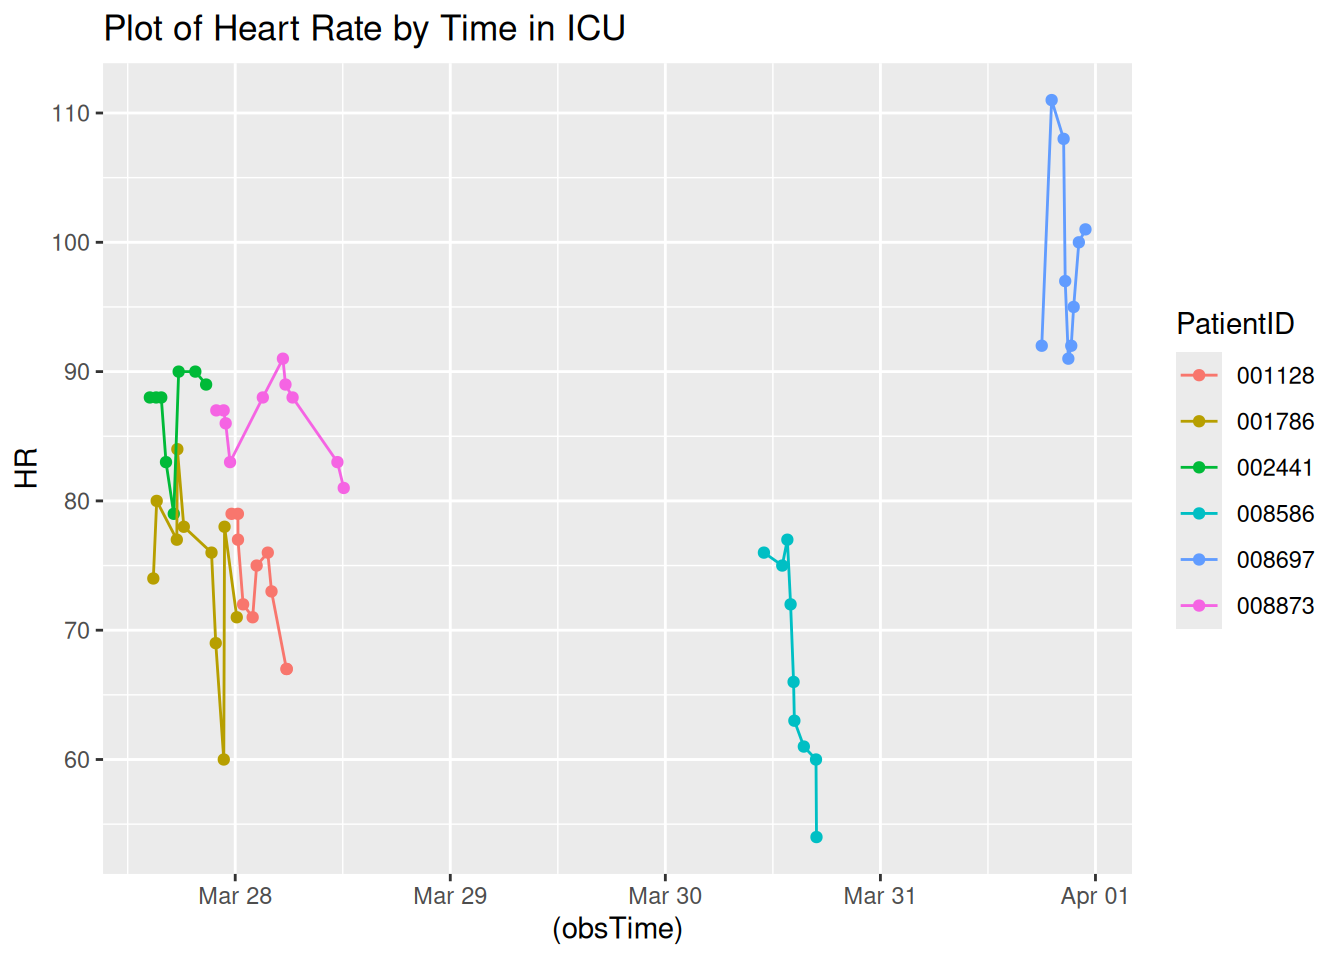 Plot of Heart Rate by Time in ICU
HR
110
100
90
80
70
60
Mar 28
Mar 29
Mar 30
Mar 31
Apr 01
(obsTime)
PatientID
001128
001786
002441
008586
008697
008873